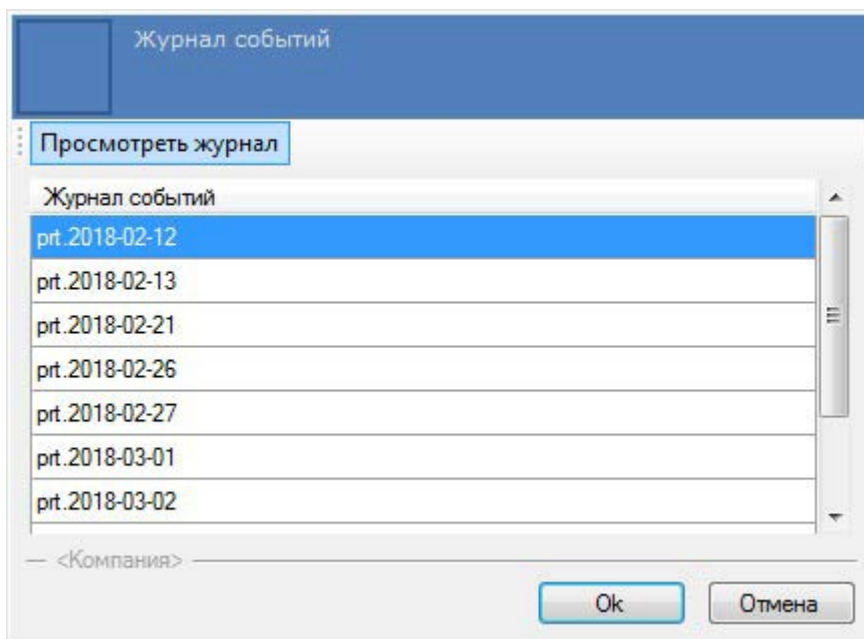 Журнал событий
Просмотреть журнал
Журнал событий
prt.2018-02-12
prt.2018-02-13
prt.2018-02-21
prt.2018-02-26
prt.2018-02-27
prt.2018-03-01
prt.2018-03-02
<Компания>
Ok Отмена